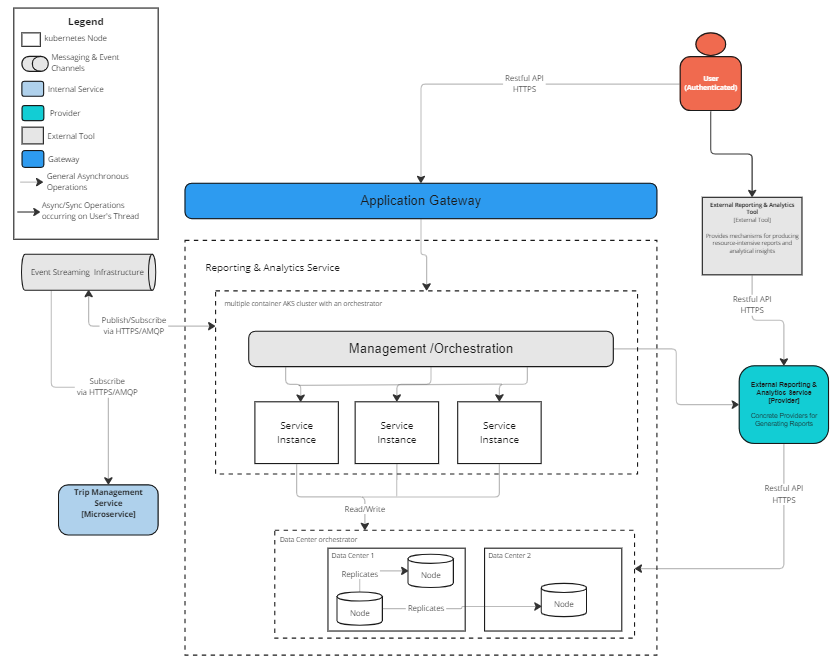 Legend
kubernetes Node
Messaging & Event
Channels
Internal Service
Provider
External Tool
Gateway
General Asynchronous
Operations
Async/Sync Operations
occurring on User's Thread
Restful API
HTTPS
User
(Authenticated)
Application Gateway
External Reporting & Analytics
Tool
[External Tool]
Provides mechanisms for producing
resource-intensive reports and
analytical insights
Event Streaming Infrastructure
Reporting & Analytics Service
multiple container AKS cluster with an orchestrator
Publish/Subscribe
via HTTPS/AMQP
Restful API
HTTPS
Management /Orchestration
Subscribe
via HTTPS/AMQP
External Reporting &
Analytics Service
[Provider]
Concrete Providers for
Generating Reports
Service
Instance
Service
Instance
Service
Instance
Trip Management
Service
[Microservice]
Read/Write
Restful API
HTTPS
Data Center orchestrator
Data Center 1
Data Center 2
Replicates
Node
Node
Replicates
Node